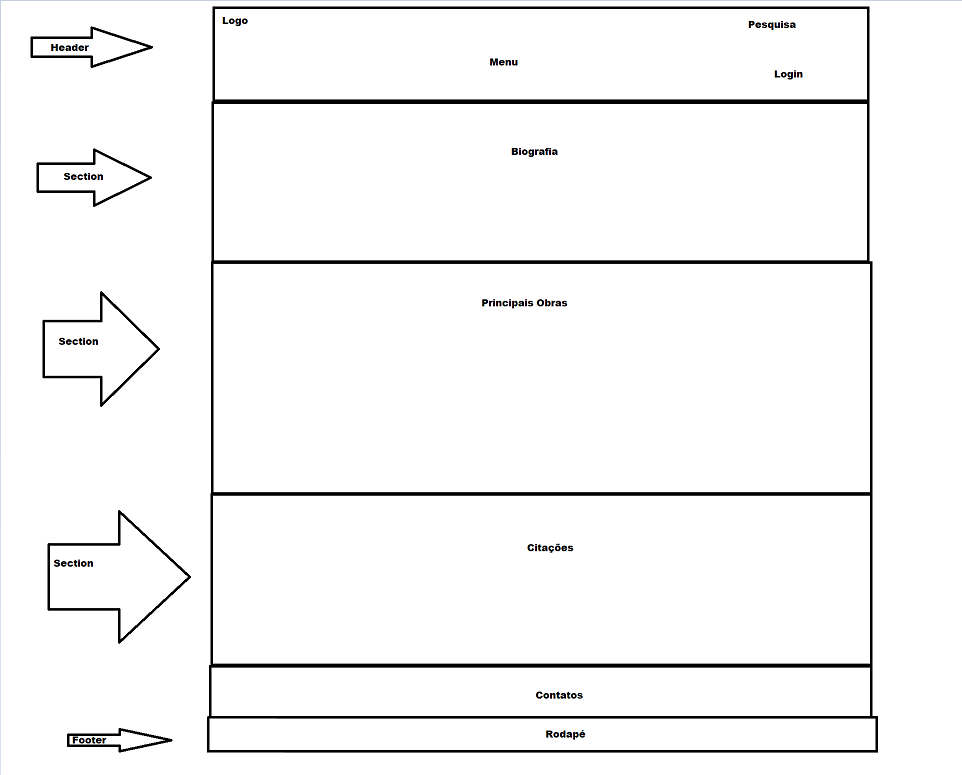 Logo
Pesquisa
Header
Menu
Login
Biografia
Section
Principais Obras
Section
Citações
Section
Contatos
Rodapé
Footer